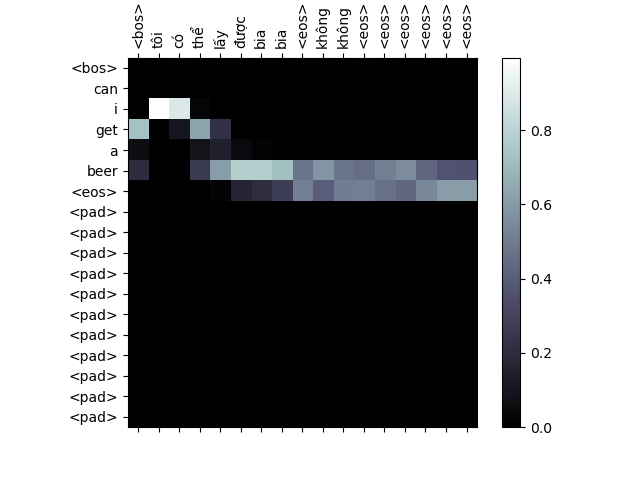 <bos> tôi có thể lấy được bia bia <eos> không không <eos> <eos> <eos> <eos> <eos> <eos>
<bos>
can
i
get
a
beer
<eos>
<pad>
<pad>
<pad>
<pad>
<pad>
<pad>
<pad>
<pad>
<pad>
<pad>
<pad>
0.8
0.6
0.4
0.2
0.0